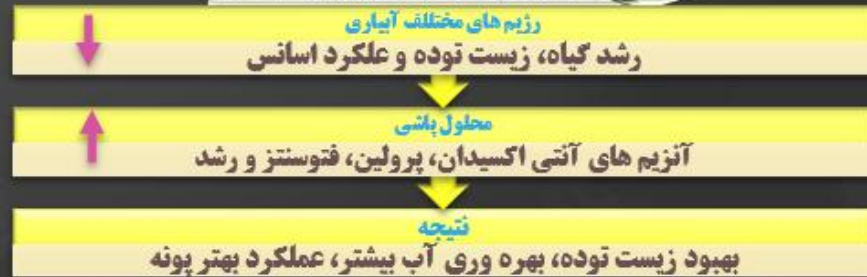 رژیم های مختلف آبیاری
رشد گیاه، زیست توده و علکرد اسانس
محلول پاشی
آنزیم های آنتی اکسیدان، پرولین، فتوسنتز و رشد
نتیجه
بهبود زیست توده، بهره وری آب بیشتر، عملکرد بهتر پونه